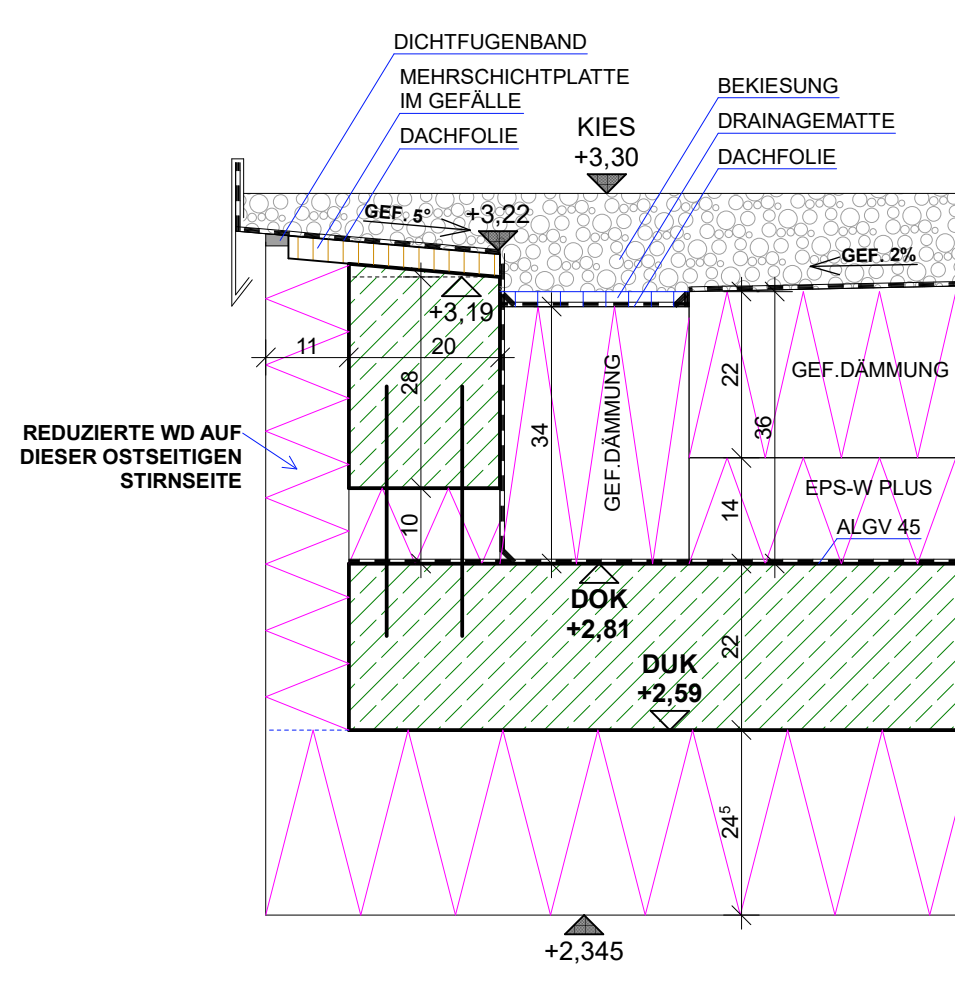 DICHTFUGENBAND
MEHRSCHICHTPLATTE
IM GEFÄLLE
DACHFOLIE
BEKIESUNG
DRAINAGEMATTE
DACHFOLIE
KIES
+3,30
GEF. 5°
+3,22
GEF. 2%
+3,19
11
20
28
34
GEF.DÄMMUNG
22
36
GEF.DÄMMUNG
REDUZIERTE WD AUF
DIESER OSTSEITIGEN
STIRNSEITE
10
14
EPS-W PLUS
ALGV 45
DOK
+2,81
22
DUK
+2,59
24⁵
+2,345